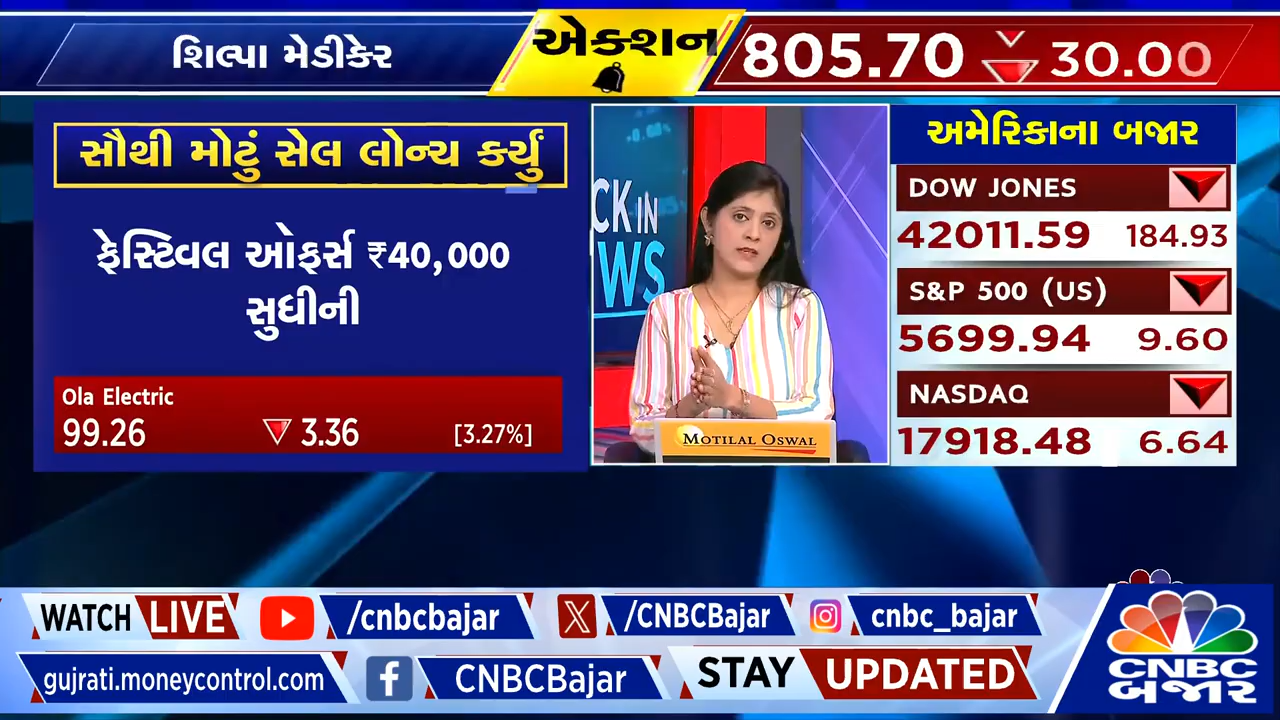 શિલ્પા મેડીકેર
એક્શન
805.70 30.00
સૌથી મોટું સેલ લોન્ચ કર્યું
ફેસ્ટિવલ ઓફર્સ ₹40,000
સુધીની
Ola Electric
99.26 3.36 [3.27%]
CK IN
WS
MOTILAL OSWAL
અમેરિકાના બજાર
DOW JONES
42011.59 184.93
S&P 500 (US)
5699.94 9.60
NASDAQ
17918.48 6.64
WATCH LIVE /cnbcbajar /CNBCBajar cnbc_bajar
gujrati.moneycontrol.com CNBCBajar STAY UPDATED
CNBC
બજાર